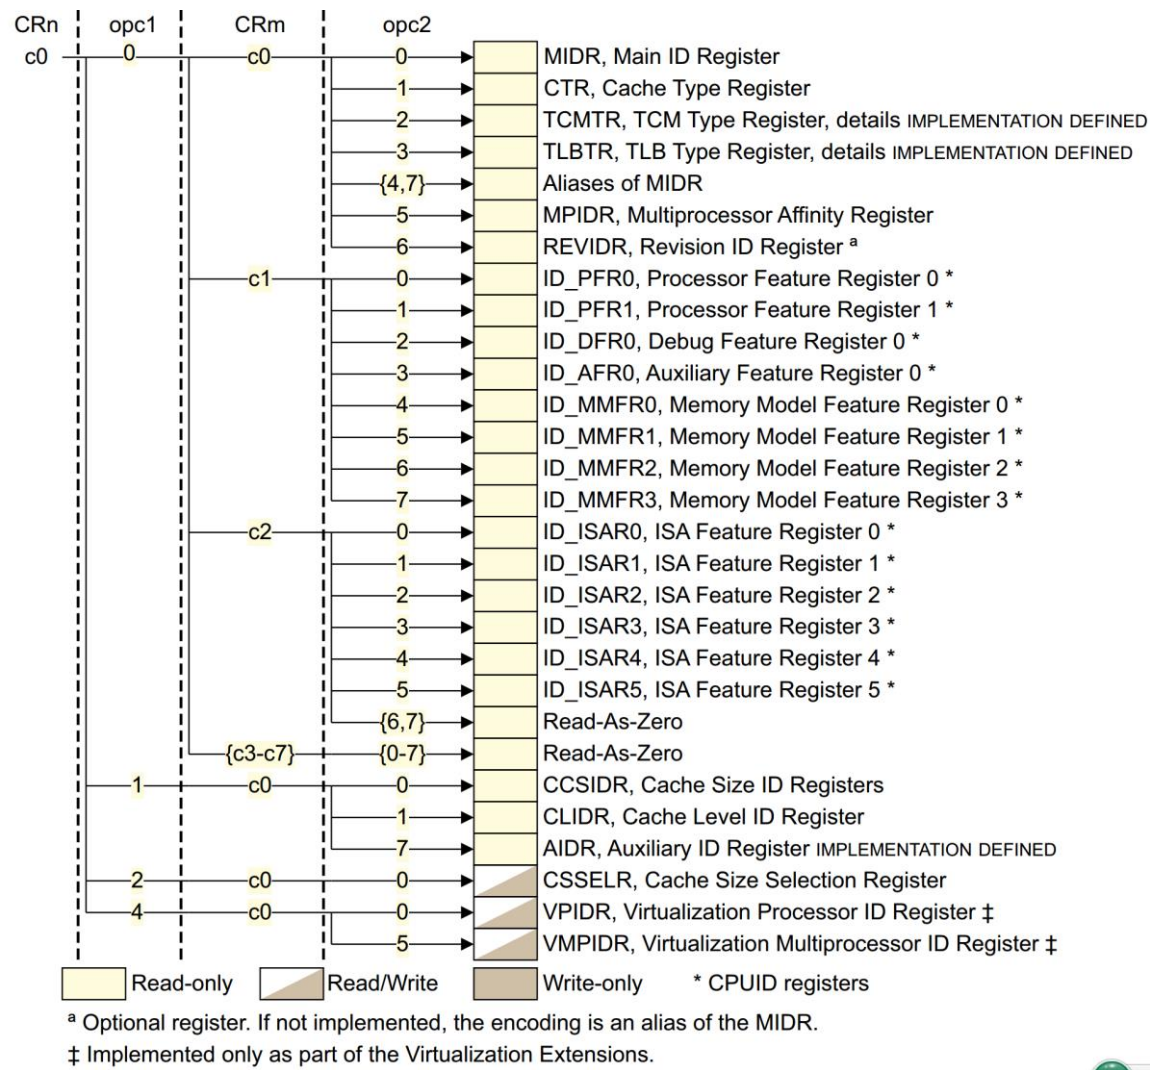 CRn opc1 CRm opc2
c0 0 c0 0 MIDR, Main ID Register
1 CTR, Cache Type Register
2 TCMTR, TCM Type Register, details IMPLEMENTATION DEFINED
3 TLBTR, TLB Type Register, details IMPLEMENTATION DEFINED
{4,7} Aliases of MIDR
5 MPIDR, Multiprocessor Affinity Register
6 REVIDR, Revision ID Register ª
c1 0 ID_PFR0, Processor Feature Register 0 *
1 ID_PFR1, Processor Feature Register 1 *
2 ID_DFR0, Debug Feature Register 0 *
3 ID_AFR0, Auxiliary Feature Register 0 *
4 ID_MMFR0, Memory Model Feature Register 0 *
5 ID_MMFR1, Memory Model Feature Register 1 *
6 ID_MMFR2, Memory Model Feature Register 2 *
7 ID_MMFR3, Memory Model Feature Register 3 *
c2 0 ID_ISAR0, ISA Feature Register 0 *
1 ID_ISAR1, ISA Feature Register 1 *
2 ID_ISAR2, ISA Feature Register 2 *
3 ID_ISAR3, ISA Feature Register 3 *
4 ID_ISAR4, ISA Feature Register 4 *
5 ID_ISAR5, ISA Feature Register 5 *
{6,7} Read-As-Zero
{c3-c7} {0-7} Read-As-Zero
1 c0 0 CCSIDR, Cache Size ID Registers
1 CLIDR, Cache Level ID Register
7 AIDR, Auxiliary ID Register IMPLEMENTATION DEFINED
2 c0 0 CSSELR, Cache Size Selection Register
4 c0 0 VPIDR, Virtualization Processor ID Register ‡
5 VMPIDR, Virtualization Multiprocessor ID Register ‡
Read-only Read/Write Write-only * CPUID registers
ª Optional register. If not implemented, the encoding is an alias of the MIDR.
‡ Implemented only as part of the Virtualization Extensions.